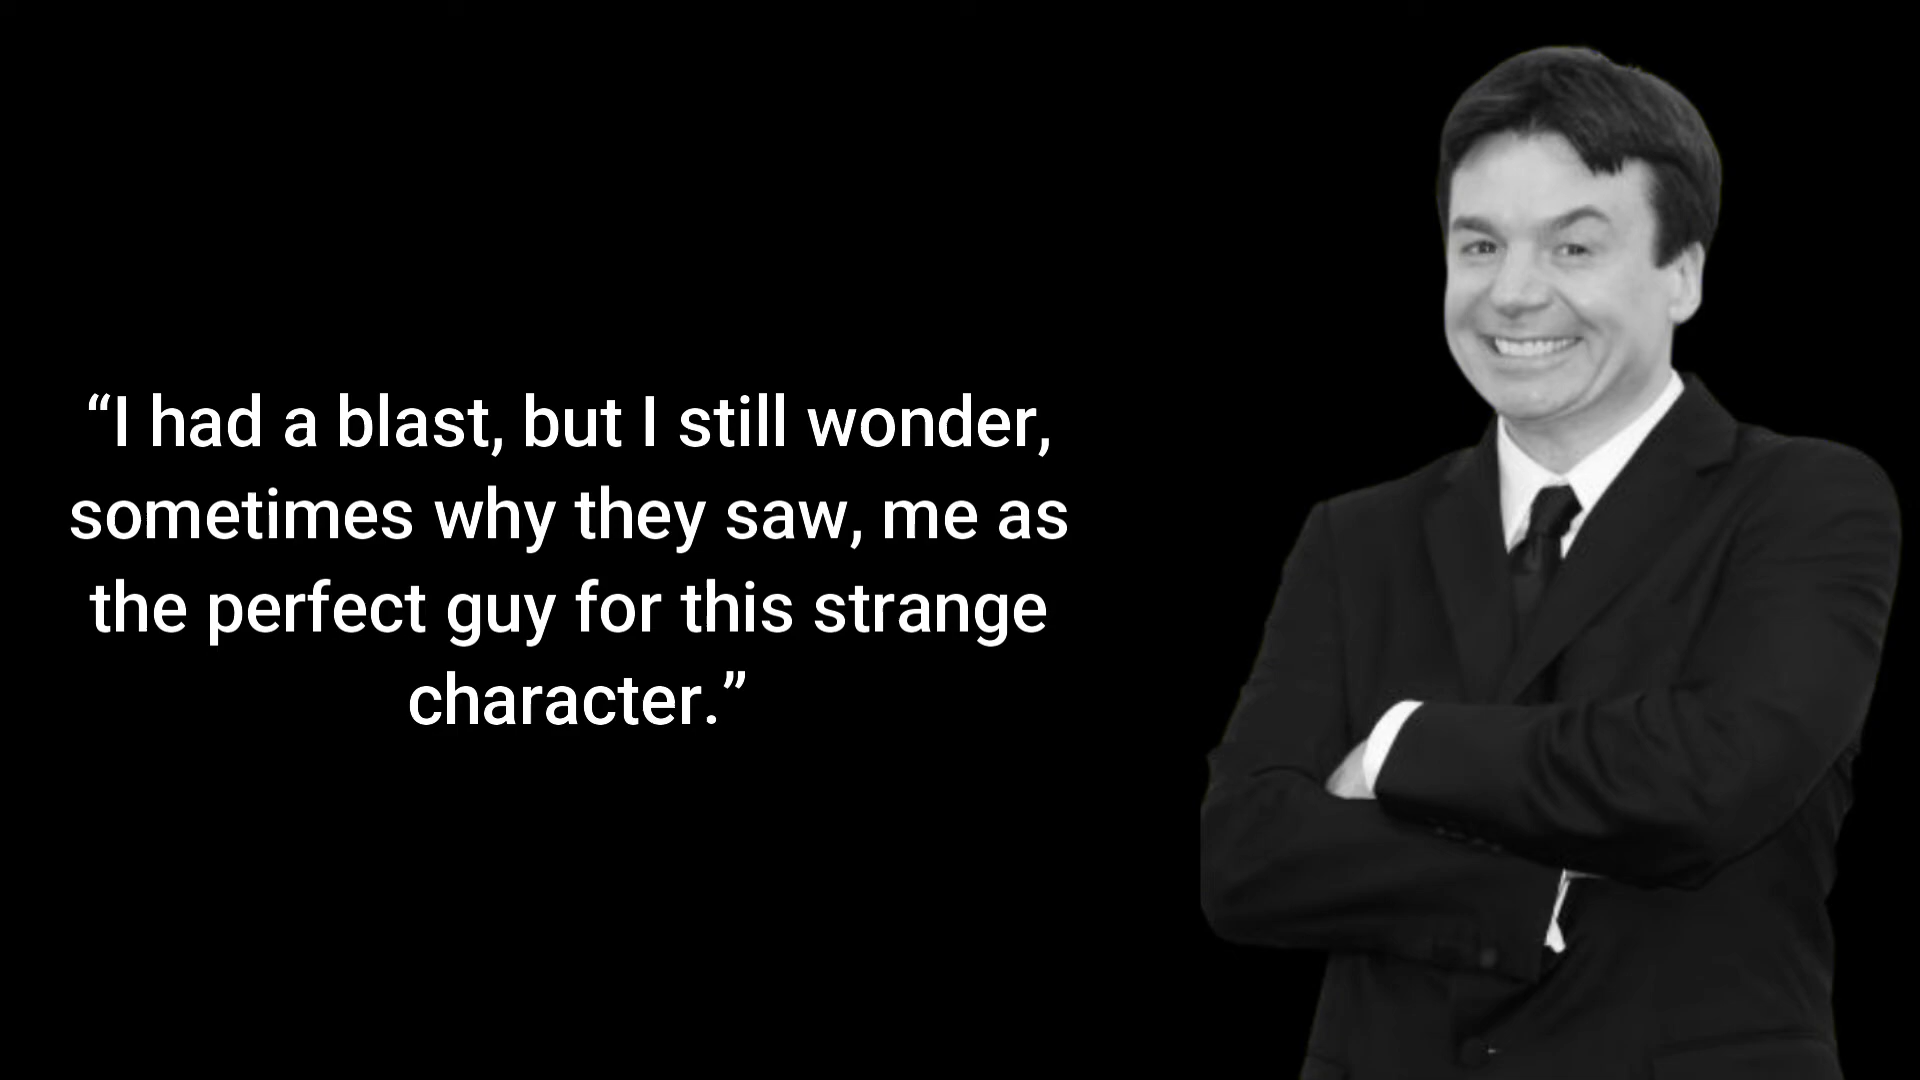 “I had a blast, but I still wonder,
sometimes why they saw, me as
the perfect guy for this strange
character.”